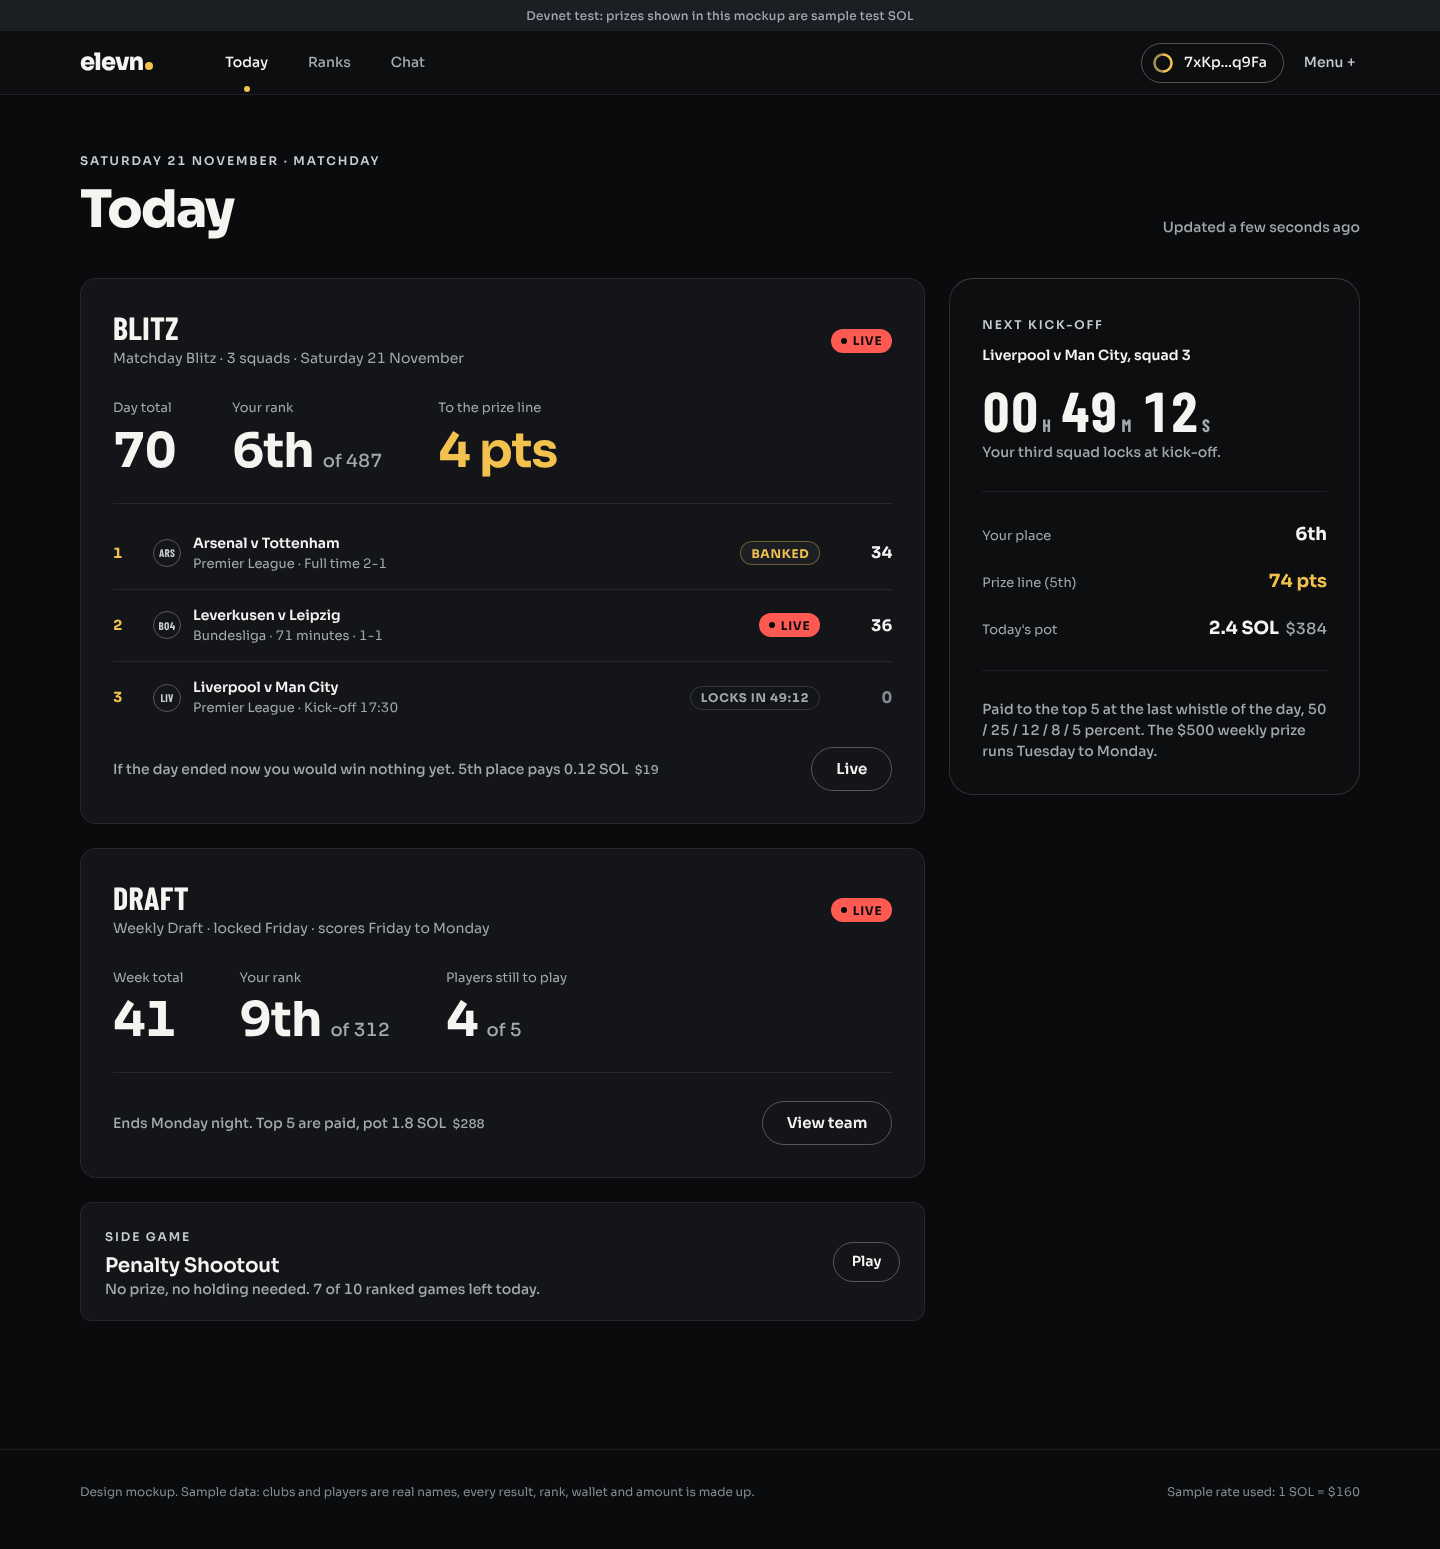 Devnet test: prizes shown in this mockup are sample test SOL
elevn.
Today
Ranks
Chat
7xKp...q9Fa
Menu +
SATURDAY 21 NOVEMBER · MATCHDAY
Today
Updated a few seconds ago
BLITZ
Matchday Blitz · 3 squads · Saturday 21 November
LIVE
Day total
70
Your rank
6th of 487
To the prize line
4 pts
1
ARS
Arsenal v Tottenham
Premier League · Full time 2-1
BANKED
34
2
B04
Leverkusen v Leipzig
Bundesliga · 71 minutes · 1-1
LIVE
36
3
LIV
Liverpool v Man City
Premier League · Kick-off 17:30
LOCKS IN 49:12
0
If the day ended now you would win nothing yet. 5th place pays 0.12 SOL $19
Live
NEXT KICK-OFF
Liverpool v Man City, squad 3
00 H 49 M 12 S
Your third squad locks at kick-off.
Your place
6th
Prize line (5th)
74 pts
Today's pot
2.4 SOL $384
Paid to the top 5 at the last whistle of the day, 50
/ 25 / 12 / 8 / 5 percent. The $500 weekly prize
runs Tuesday to Monday.
DRAFT
Weekly Draft · locked Friday · scores Friday to Monday
LIVE
Week total
41
Your rank
9th of 312
Players still to play
4 of 5
Ends Monday night. Top 5 are paid, pot 1.8 SOL $288
View team
SIDE GAME
Penalty Shootout
No prize, no holding needed. 7 of 10 ranked games left today.
Play
Design mockup. Sample data: clubs and players are real names, every result, rank, wallet and amount is made up.
Sample rate used: 1 SOL = $160